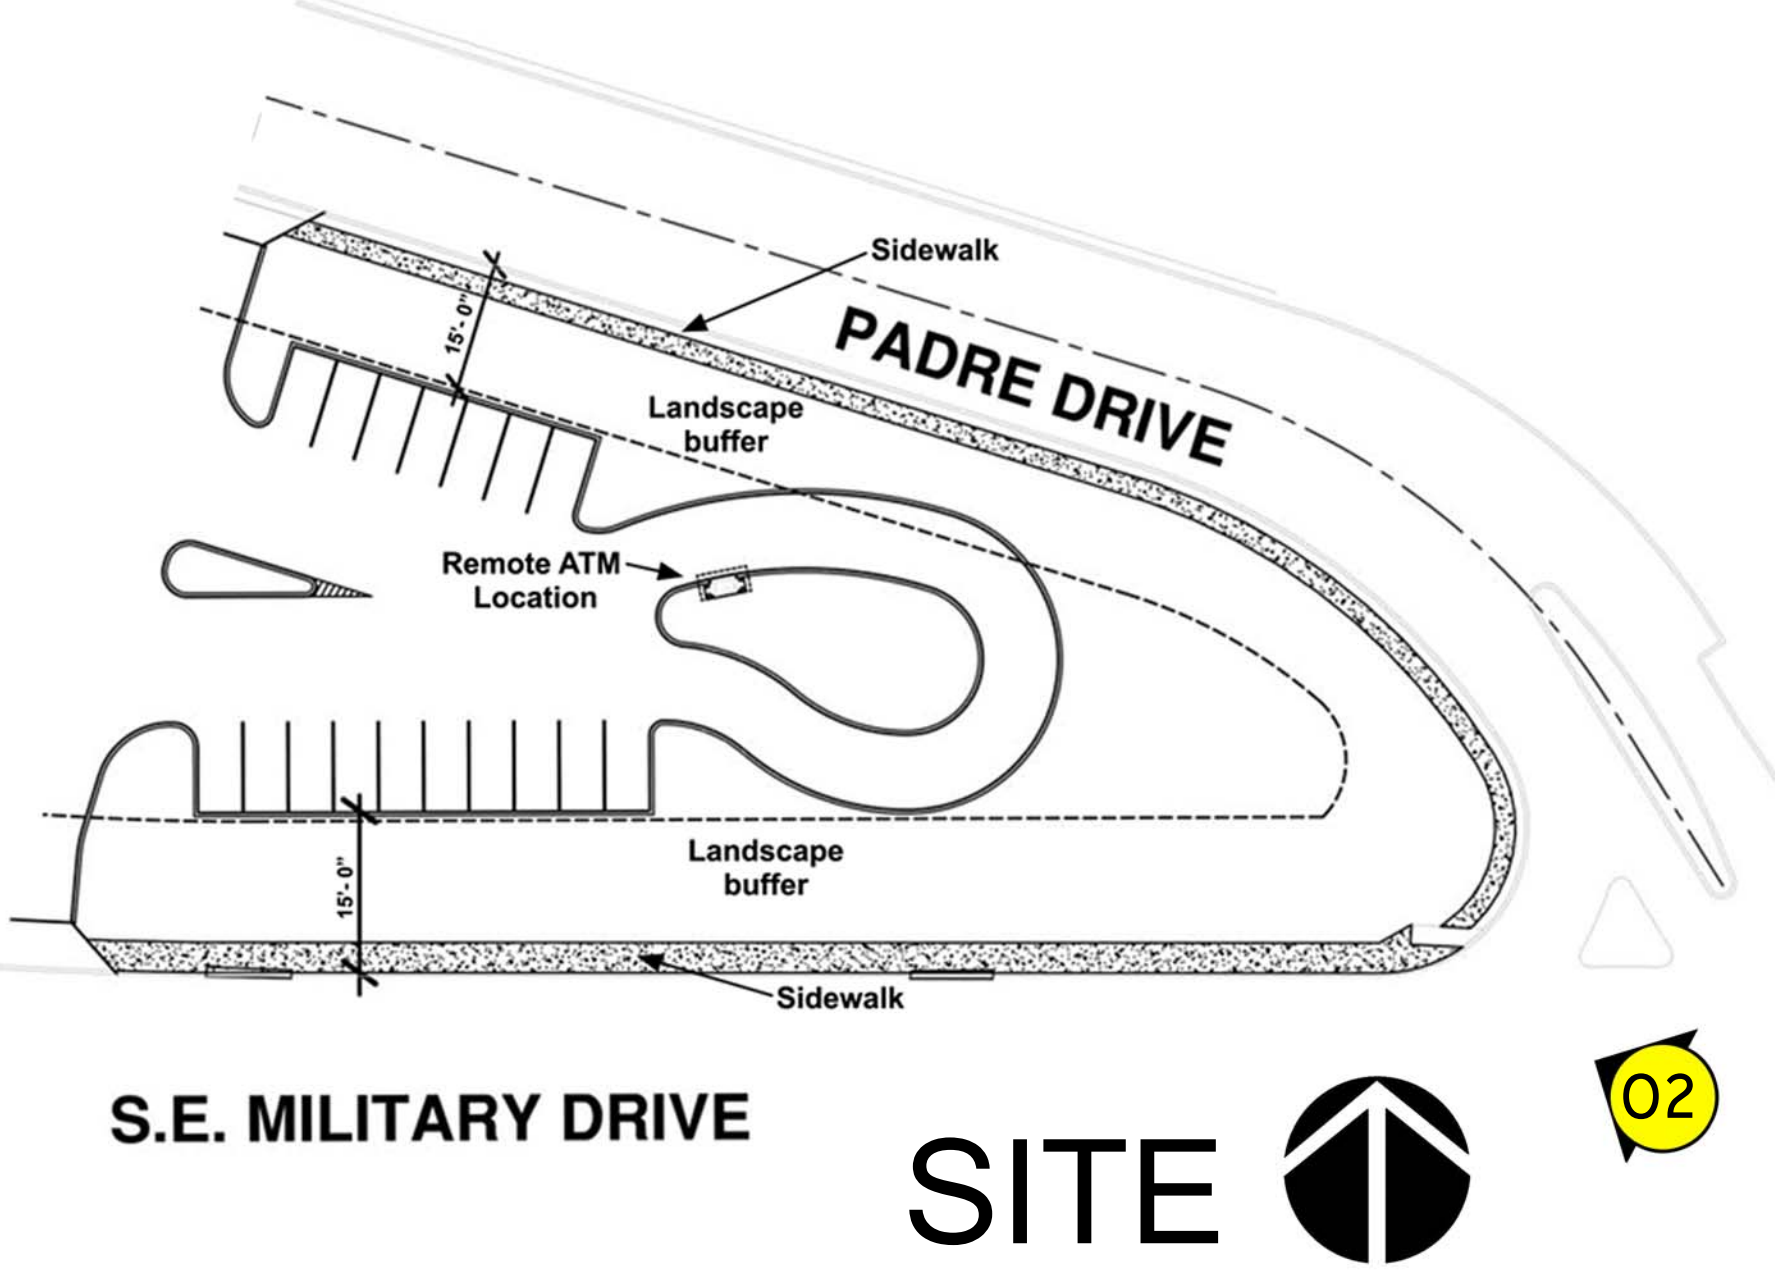 Sidewalk
PADRE DRIVE
15'- 0"
Landscape
buffer
Remote ATM
Location
Landscape
buffer
15'- 0"
Sidewalk
S.E. MILITARY DRIVE
SITE
02